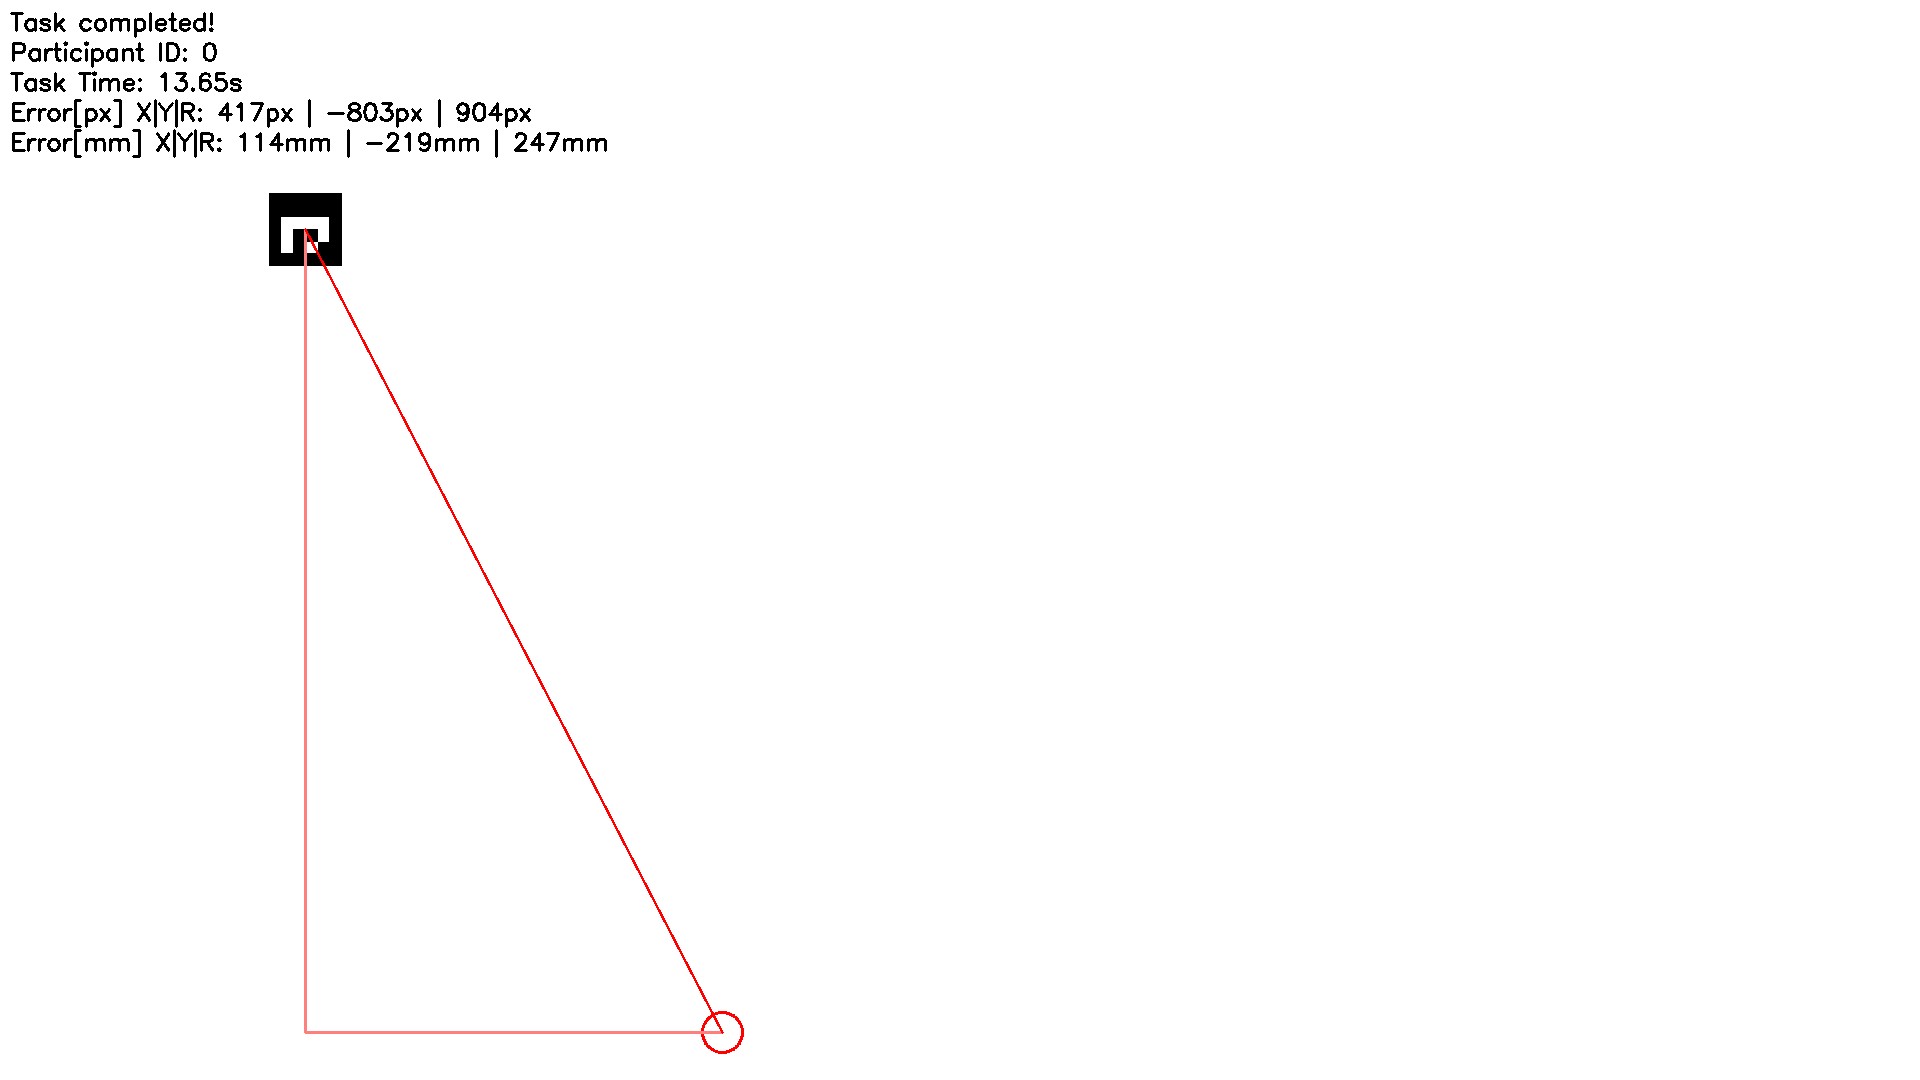 Task completed!
Participant ID: 0
Task Time: 13.65s
Error[px] X|Y|R: 417px | -803px | 904px
Error[mm] X|Y|R: 114mm | -219mm | 247mm